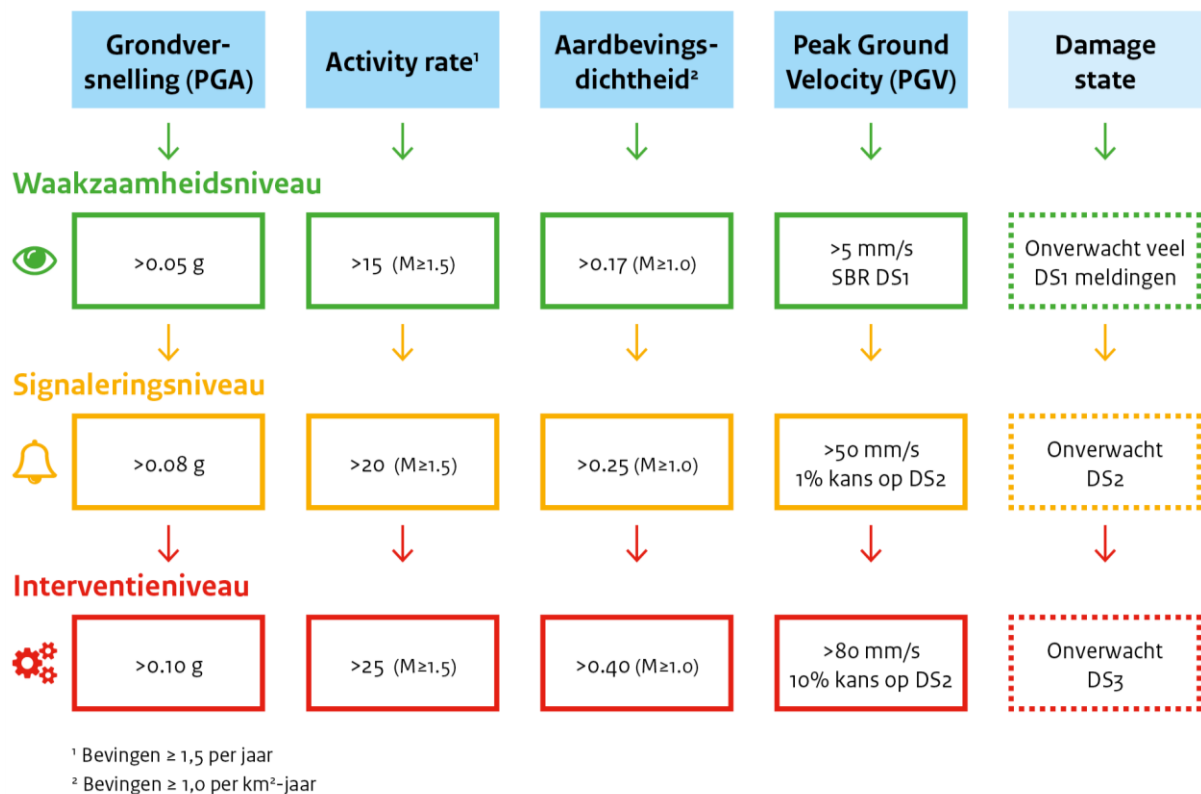 Grondver-
snelling (PGA)
Activity rate¹
Aardbevings-
dichtheid²
Peak Ground
Velocity (PGV)
Damage
state
Waakzaamheidsniveau
>0.05 g
>15 (M≥1.5)
>0.17 (M≥1.0)
>5 mm/s
SBR DS1
Onverwacht veel
DS1 meldingen
Signaleringsniveau
>0.08 g
>20 (M≥1.5)
>0.25 (M≥1.0)
>50 mm/s
1% kans op DS2
Onverwacht
DS2
Interventieniveau
>0.10 g
>25 (M≥1.5)
>0.40 (M≥1.0)
>80 mm/s
10% kans op DS2
Onverwacht
DS3
¹ Bevingen ≥ 1,5 per jaar
² Bevingen ≥ 1,0 per km²-jaar